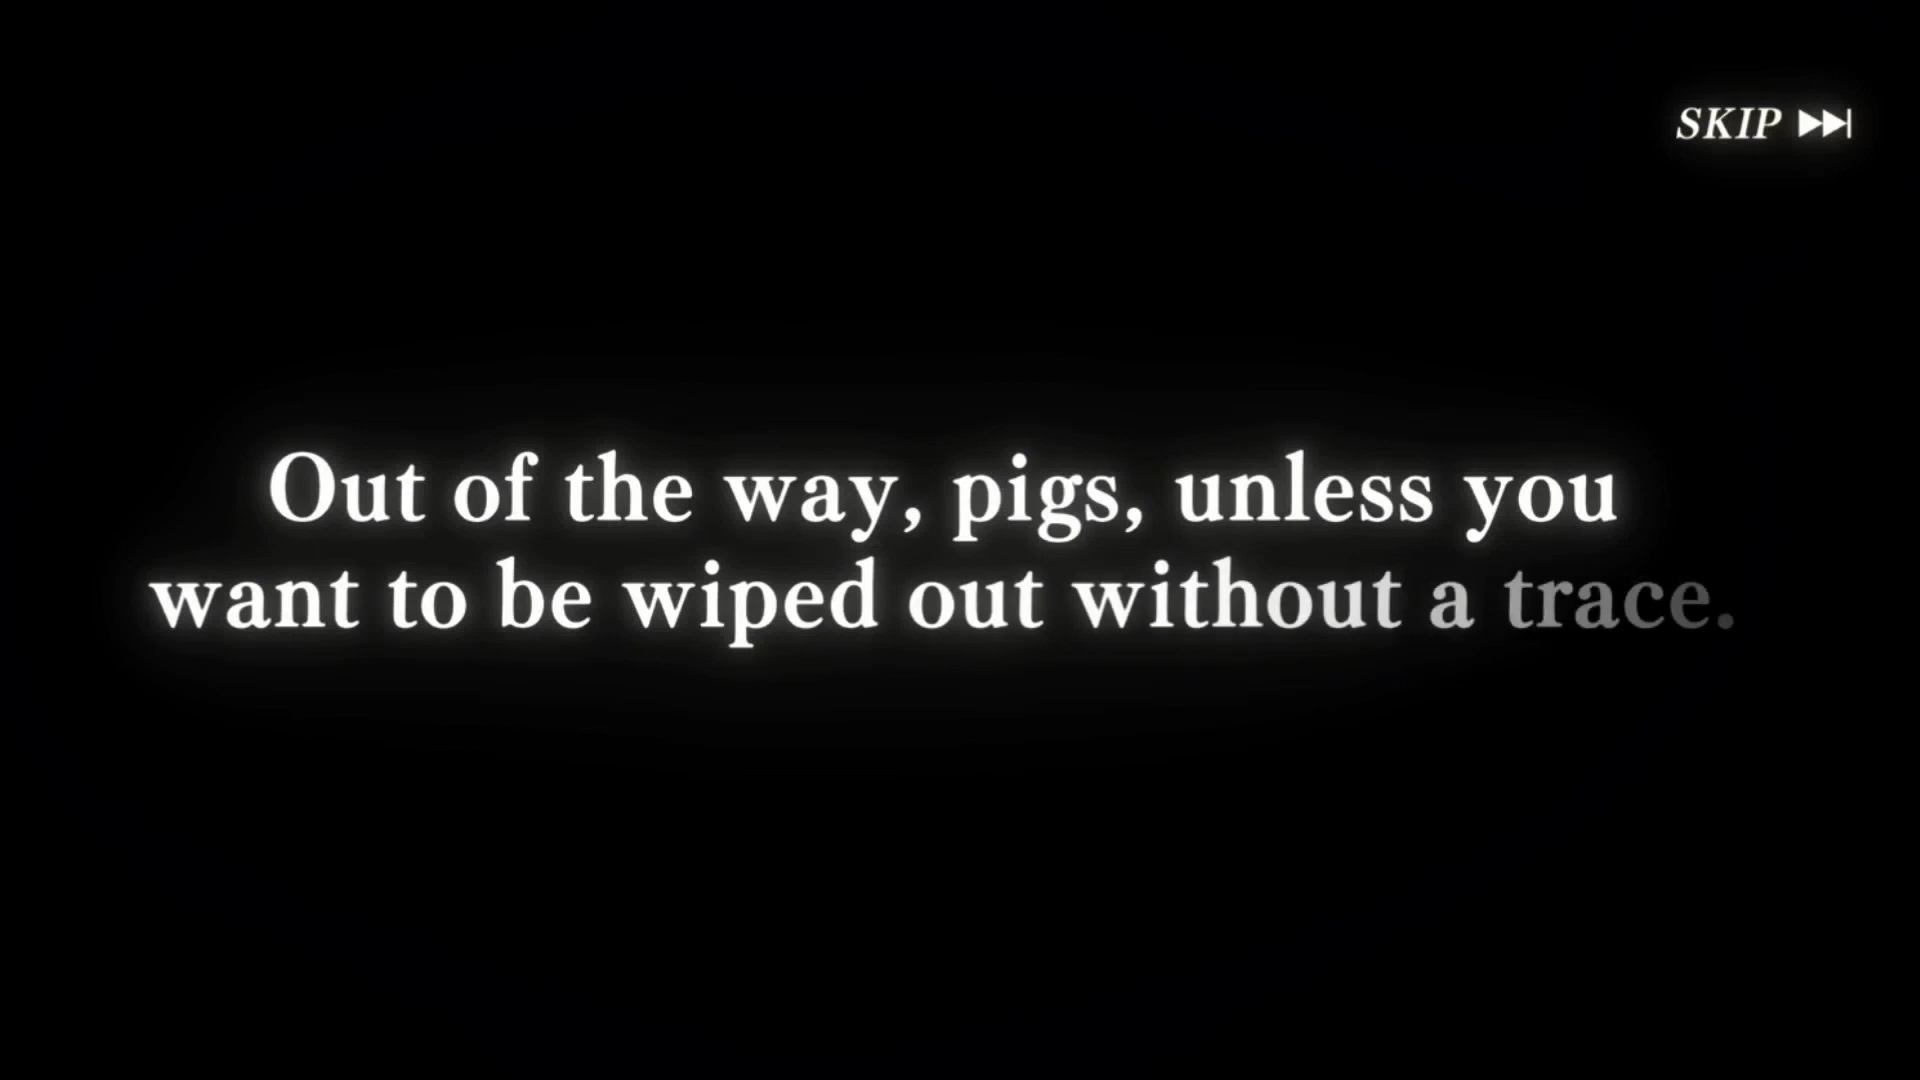 SKIP
Out of the way, pigs, unless you
want to be wiped out without a trace.